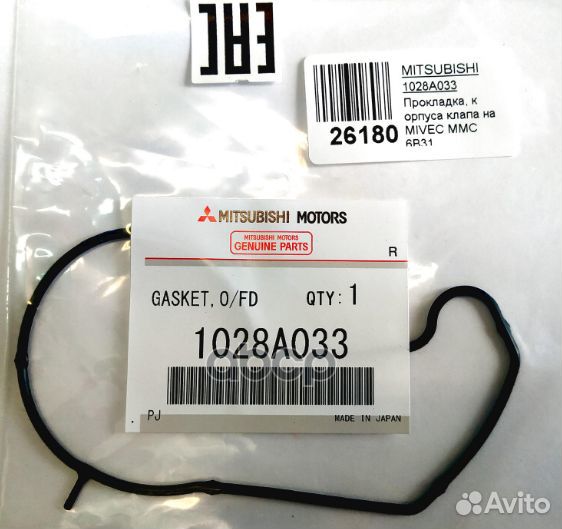 EAC
MITSUBISHI
1028A033
Прокладка, к
орпуса клапа на
MIVEC MMC
6B31
26180
MITSUBISHI MOTORS
MITSUBISHI MOTORS
GENUINE PARTS
R
GASKET, O/FD QTY: 1
1028A033
PJ
MADE IN JAPAN
Avito